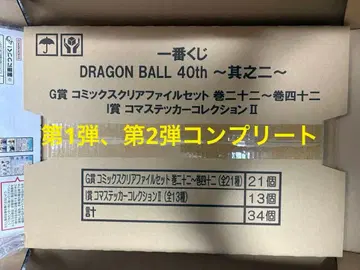 一番くじ
DRAGON BALL 40th ～其之二～
G賞 コミックスクリアファイルセット 巻二十二～巻四十二
I賞 コマステッカーコレクションⅡ
第1弾、第2弾コンプリート
G賞 コミックスクリアファイルセット 巻二十二～巻四十二(全21種) 21個
I賞 コマステッカーコレクションⅡ (全13種) 13個
合計 34個